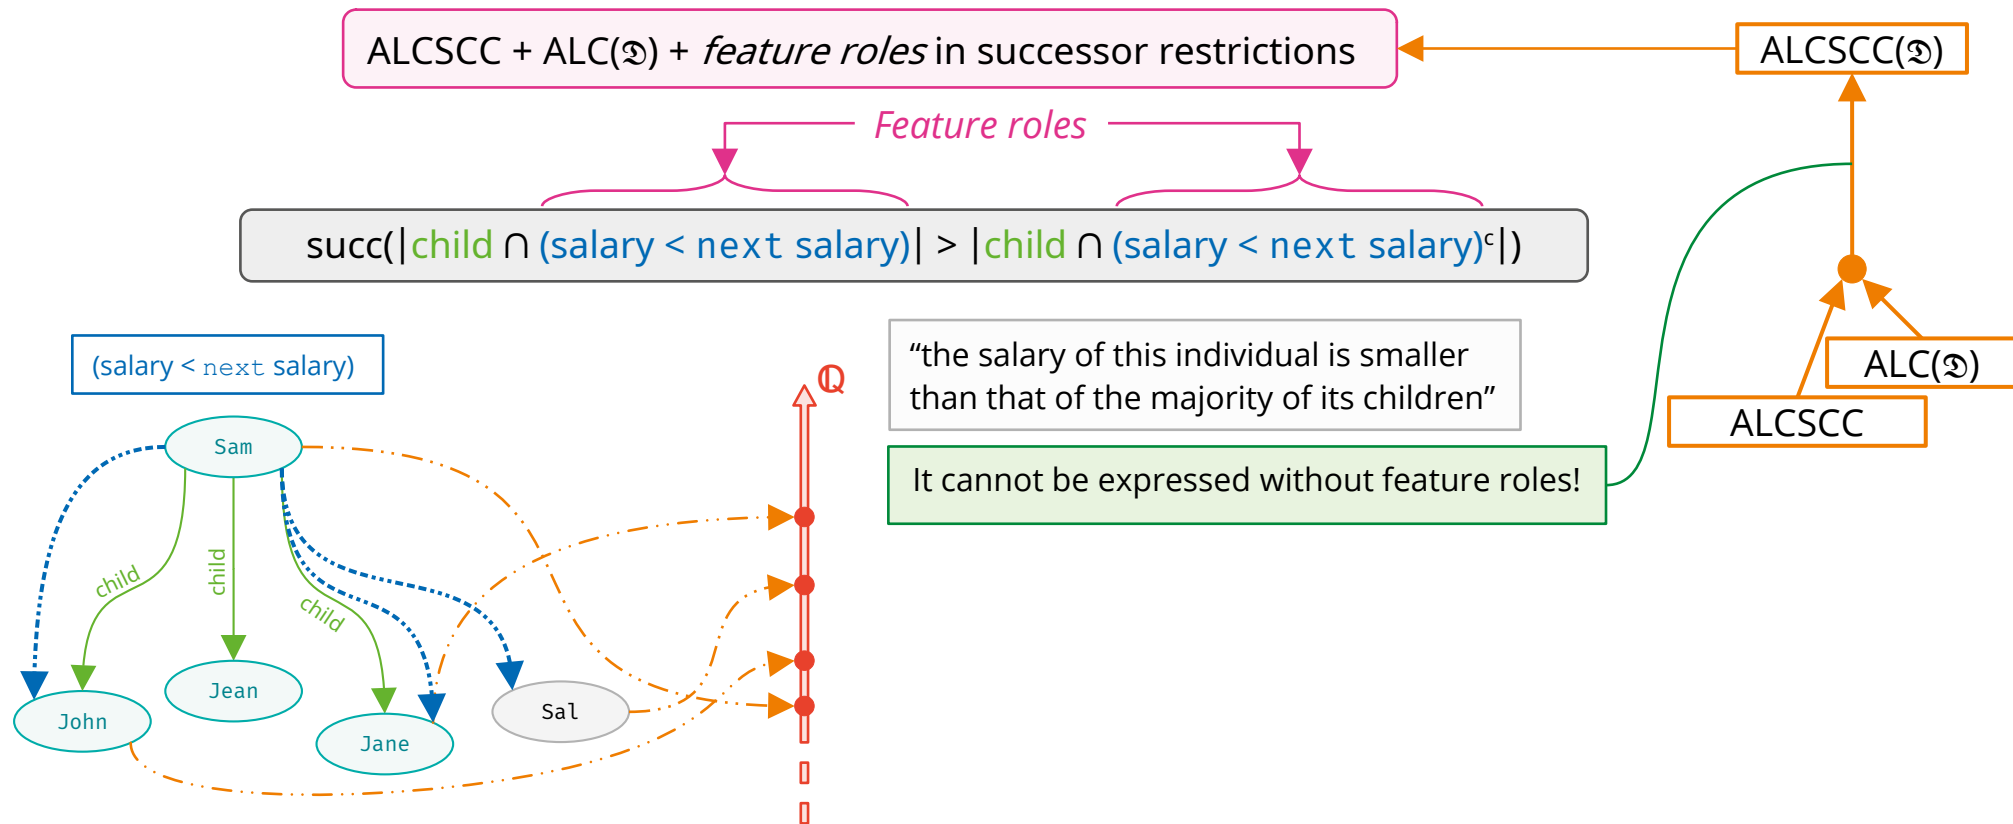 ALCSCC + ALC(𝔇) + feature roles in successor restrictions
ALCSCC(𝔇)
Feature roles
succ(|child ∩ (salary < next salary)| > |child ∩ (salary < next salary)ᶜ|)
(salary < next salary)
“the salary of this individual is smaller
than that of the majority of its children”
ℚ
ALC(𝔇)
ALCSCC
Sam
It cannot be expressed without feature roles!
child
child
child
John
Jean
Jane
Sal